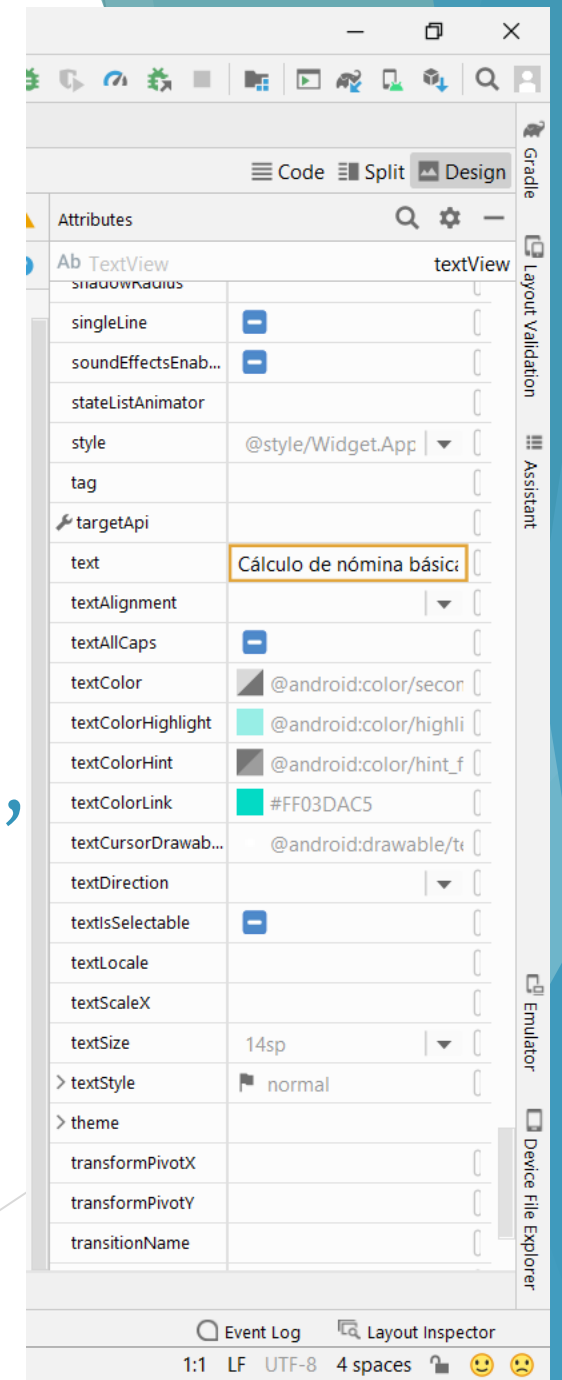 Code Split Design
Attributes
Ab TextView textView
shadowRadius
singleLine
soundEffectsEnab...
stateListAnimator
style @style/Widget.App
tag
targetApi
text Cálculo de nómina básica
textAlignment
textAllCaps
textColor @android:color/secon
textColorHighlight @android:color/highli
textColorHint @android:color/hint_f
textColorLink #FF03DAC5
textCursorDrawab... @android:drawable/te
textDirection
textIsSelectable
textLocale
textScaleX
textSize 14sp
textStyle normal
theme
transformPivotX
transformPivotY
transitionName
Event Log Layout Inspector
1:1 LF UTF-8 4 spaces
Gradle
Layout Validation
Assistant
Emulator
Device File Explorer
,